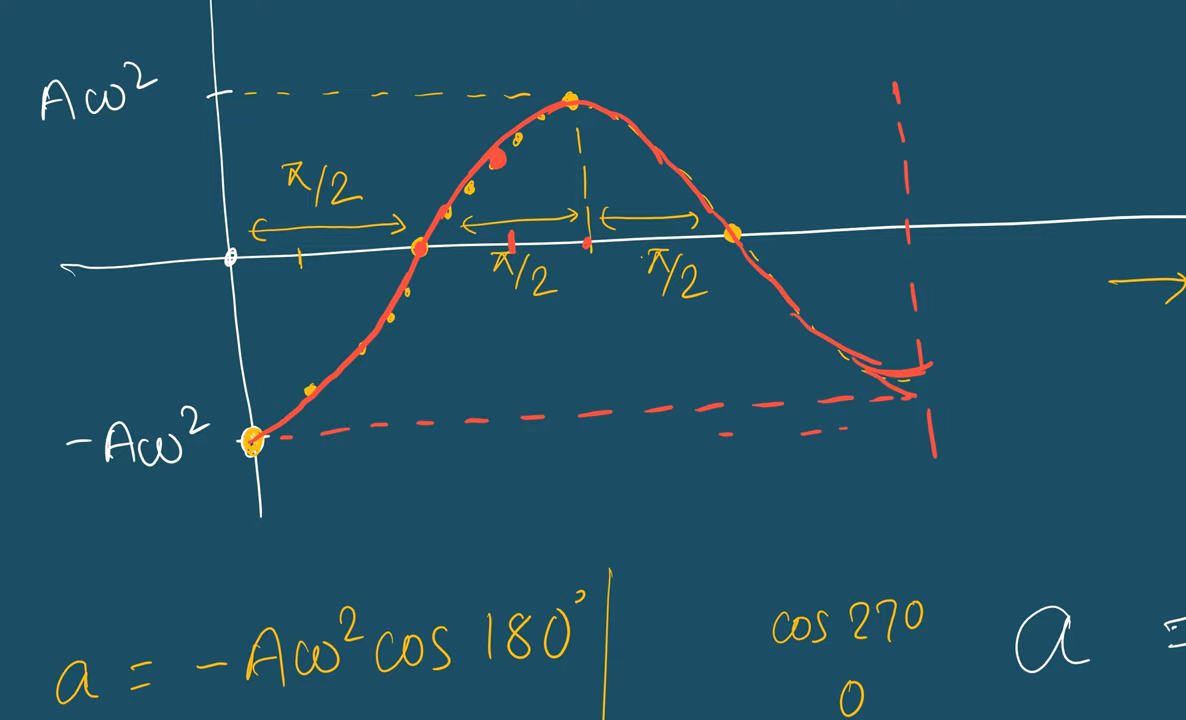 Aω²
π/2
π/2
π/2
-Aω²
a = -Aω² cos 180°
cos 270
0
a =